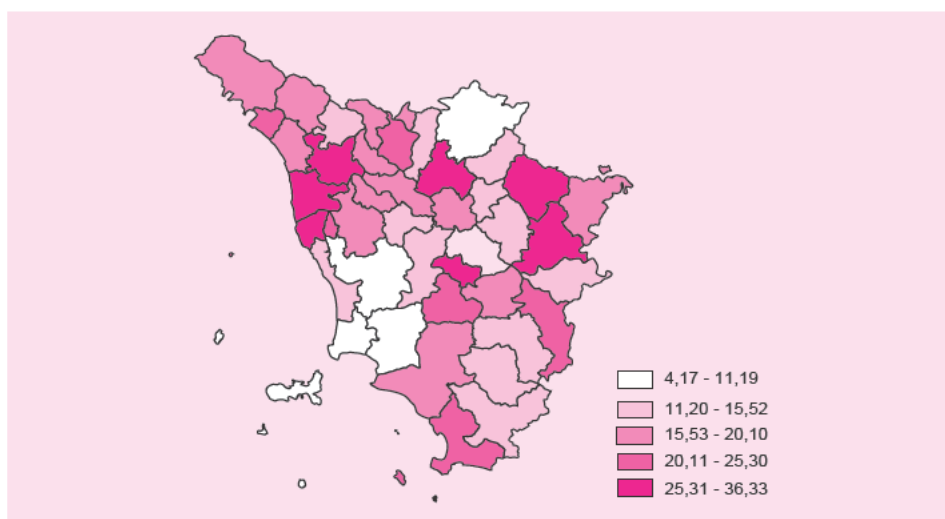 4,17 - 11,19
11,20 - 15,52
15,53 - 20,10
20,11 - 25,30
25,31 - 36,33